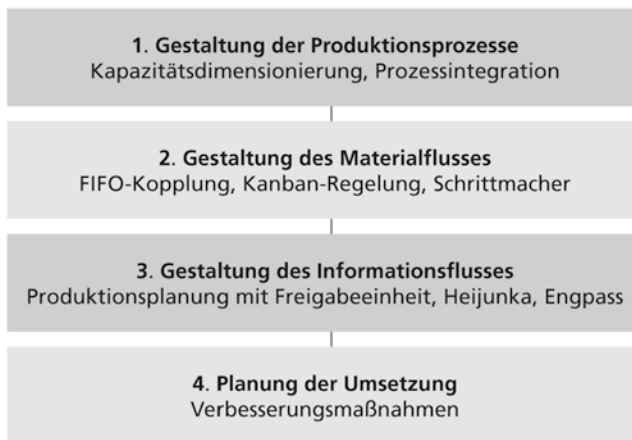 1. Gestaltung der Produktionsprozesse
Kapazitätsdimensionierung, Prozessintegration
2. Gestaltung des Materialflusses
FIFO-Kopplung, Kanban-Regelung, Schrittmacher
3. Gestaltung des Informationsflusses
Produktionsplanung mit Freigabeeinheit, Heijunka, Engpass
4. Planung der Umsetzung
Verbesserungsmaßnahmen